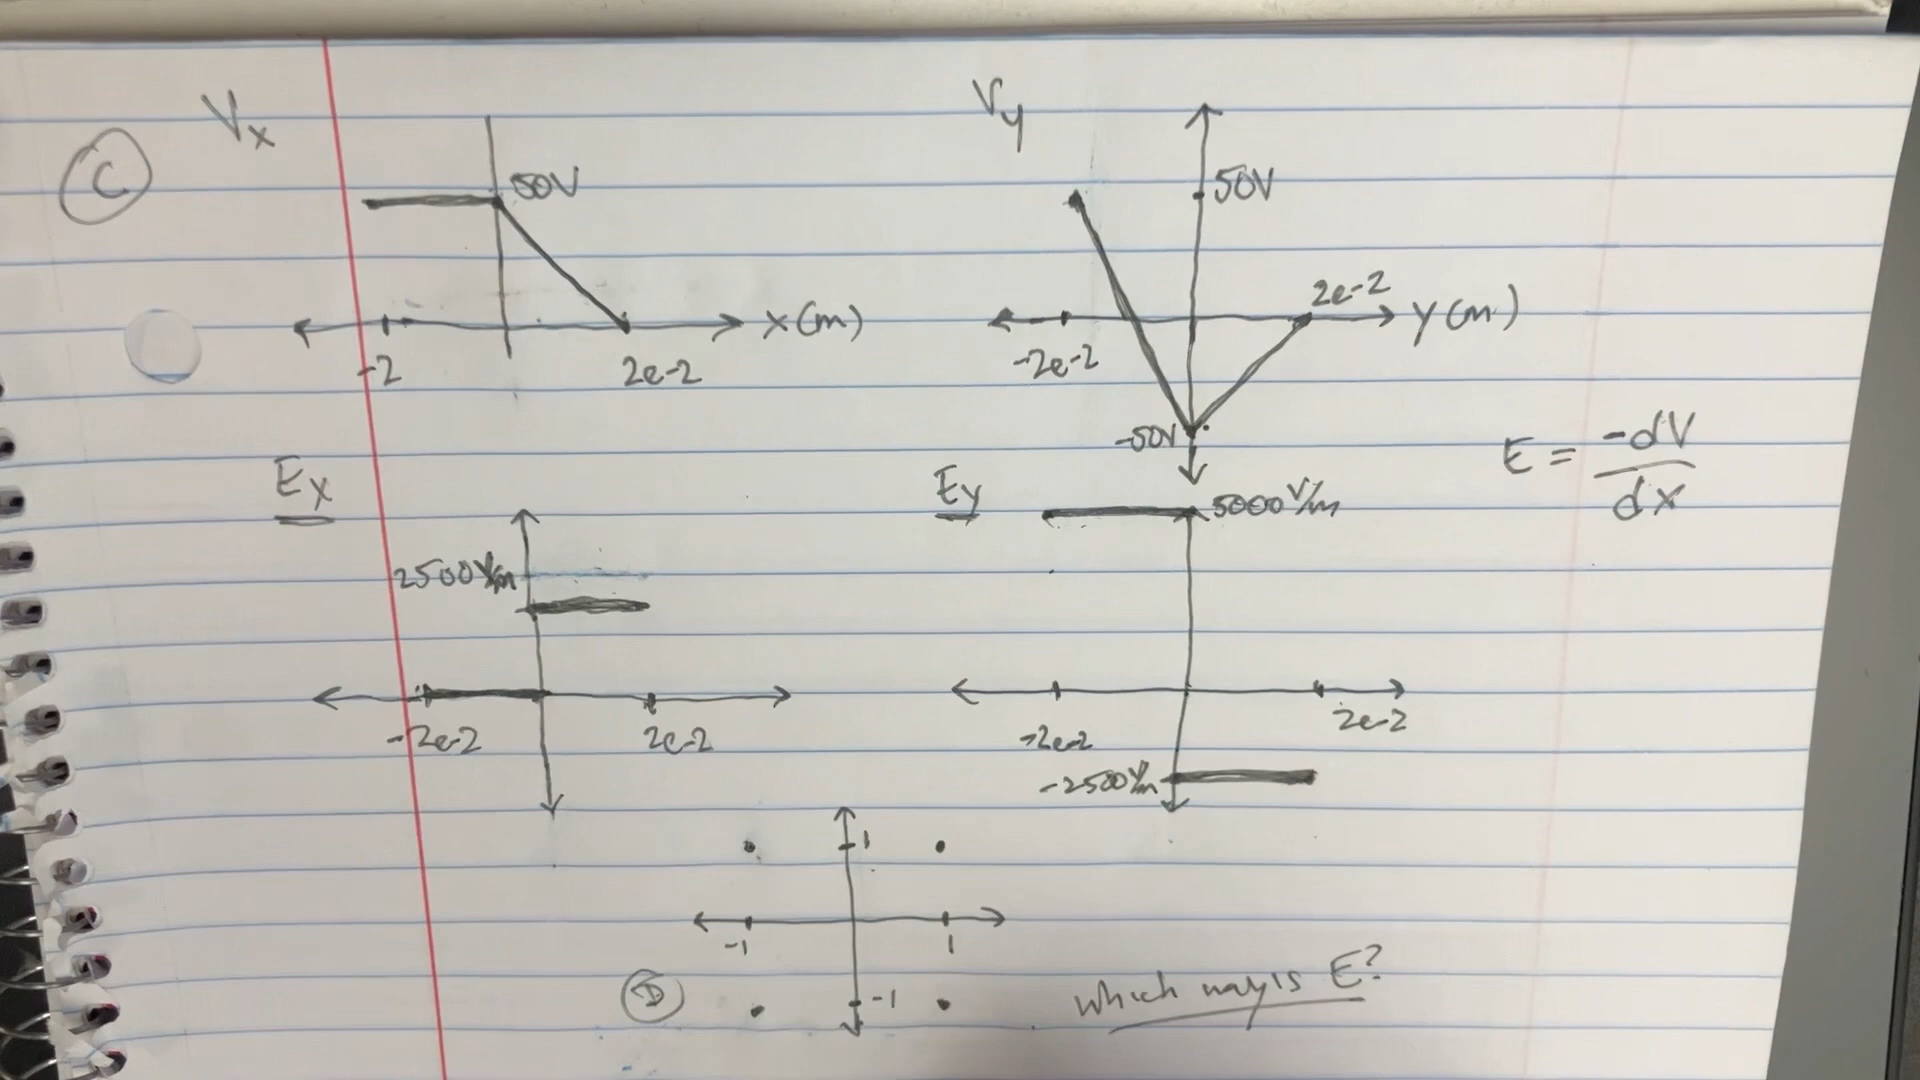 C
Vx
50V
x(m)
-2
2e-2
Vy
50V
2e-2
y(m)
-2e-2
-50V
E = -dV/dx
Ex
2500 V/m
-2e-2
2e-2
Ey
5000 V/m
-2e-2
2e-2
-2500 V/m
D
1
-1
1
-1
which way is E?